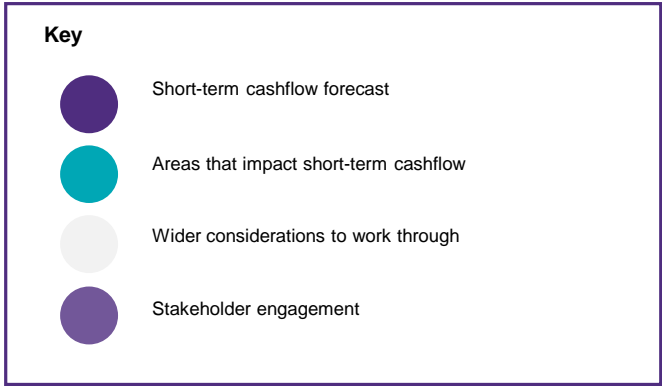 Key
Short-term cashflow forecast
Areas that impact short-term cashflow
Wider considerations to work through
Stakeholder engagement